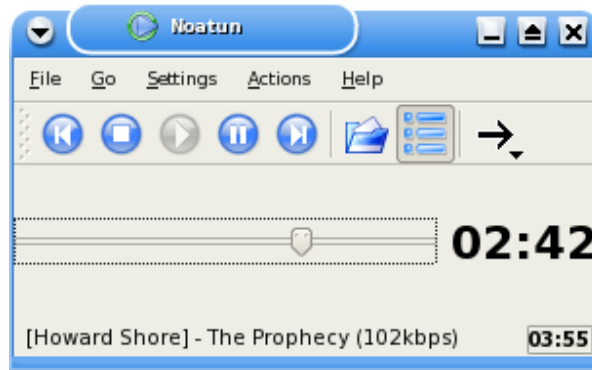 Noatun
File Go Settings Actions Help
02:42
[Howard Shore] - The Prophecy (102kbps) 03:55